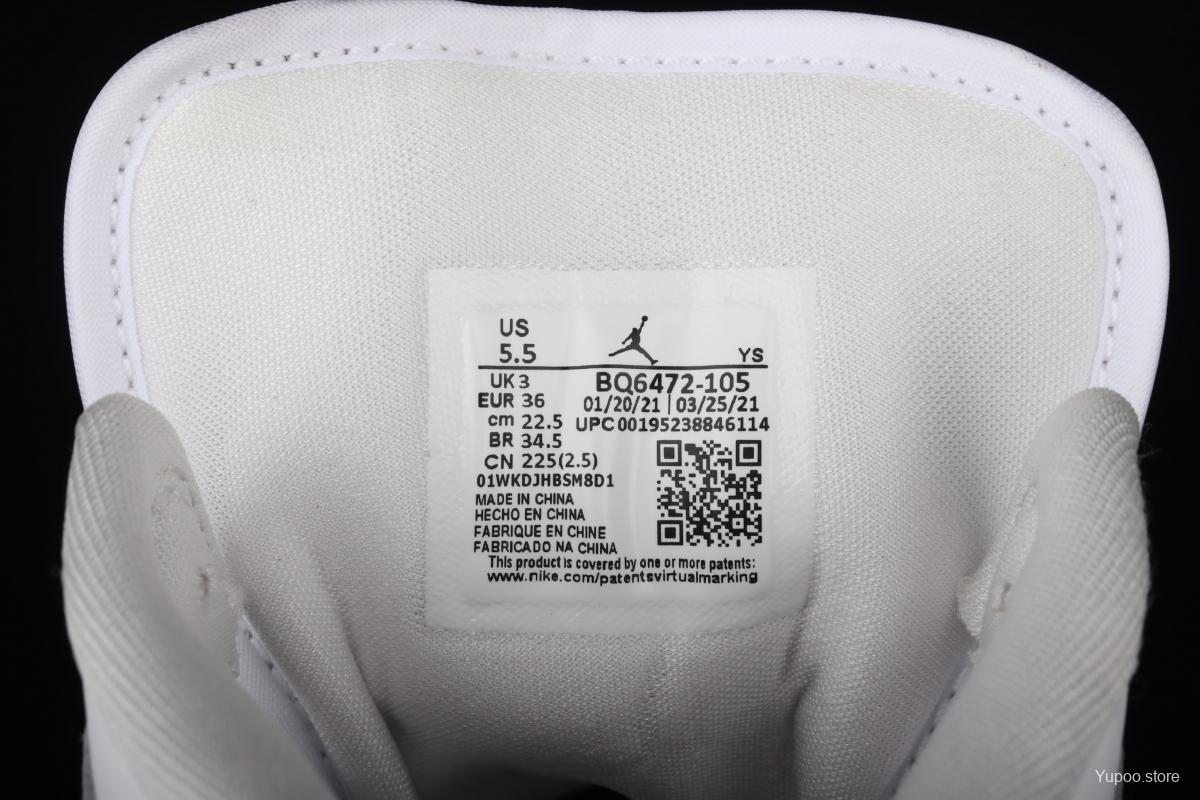 US
5.5
YS
UK 3
BQ6472-105
EUR 36
01/20/21 | 03/25/21
cm 22.5
UPC 00195238846114
BR 34.5
CN 225(2.5)
01WKDJHBSM8D1
MADE IN CHINA
HECHO EN CHINA
FABRIQUE EN CHINE
FABRICADO NA CHINA
This product is covered by one or more patents:
www.nike.com/patentsvirtualmarking
Yupoo.store